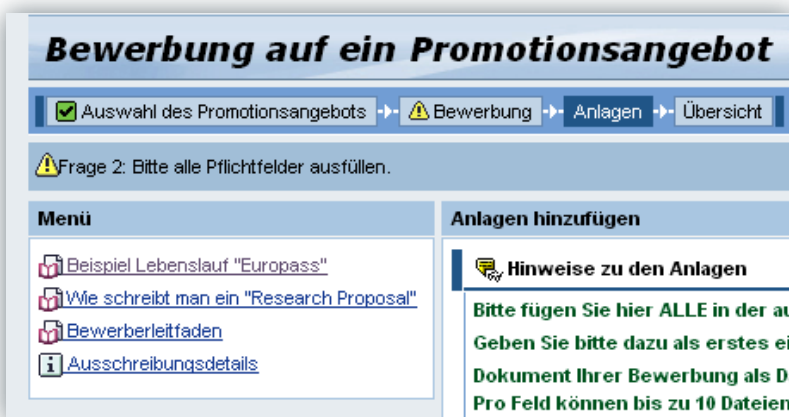 Bewerbung auf ein Promotionsangebot
Auswahl des Promotionsangebots Bewerbung Anlagen Übersicht
Frage 2: Bitte alle Pflichtfelder ausfüllen.
Menü
Beispiel Lebenslauf "Europass"
Wie schreibt man ein "Research Proposal"
Bewerberleitfaden
Ausschreibungsdetails
Anlagen hinzufügen
Hinweise zu den Anlagen
Bitte fügen Sie hier ALLE in der
Geben Sie bitte dazu als erstes
Dokument Ihrer Bewerbung als
Pro Feld können bis zu 10 Dateien